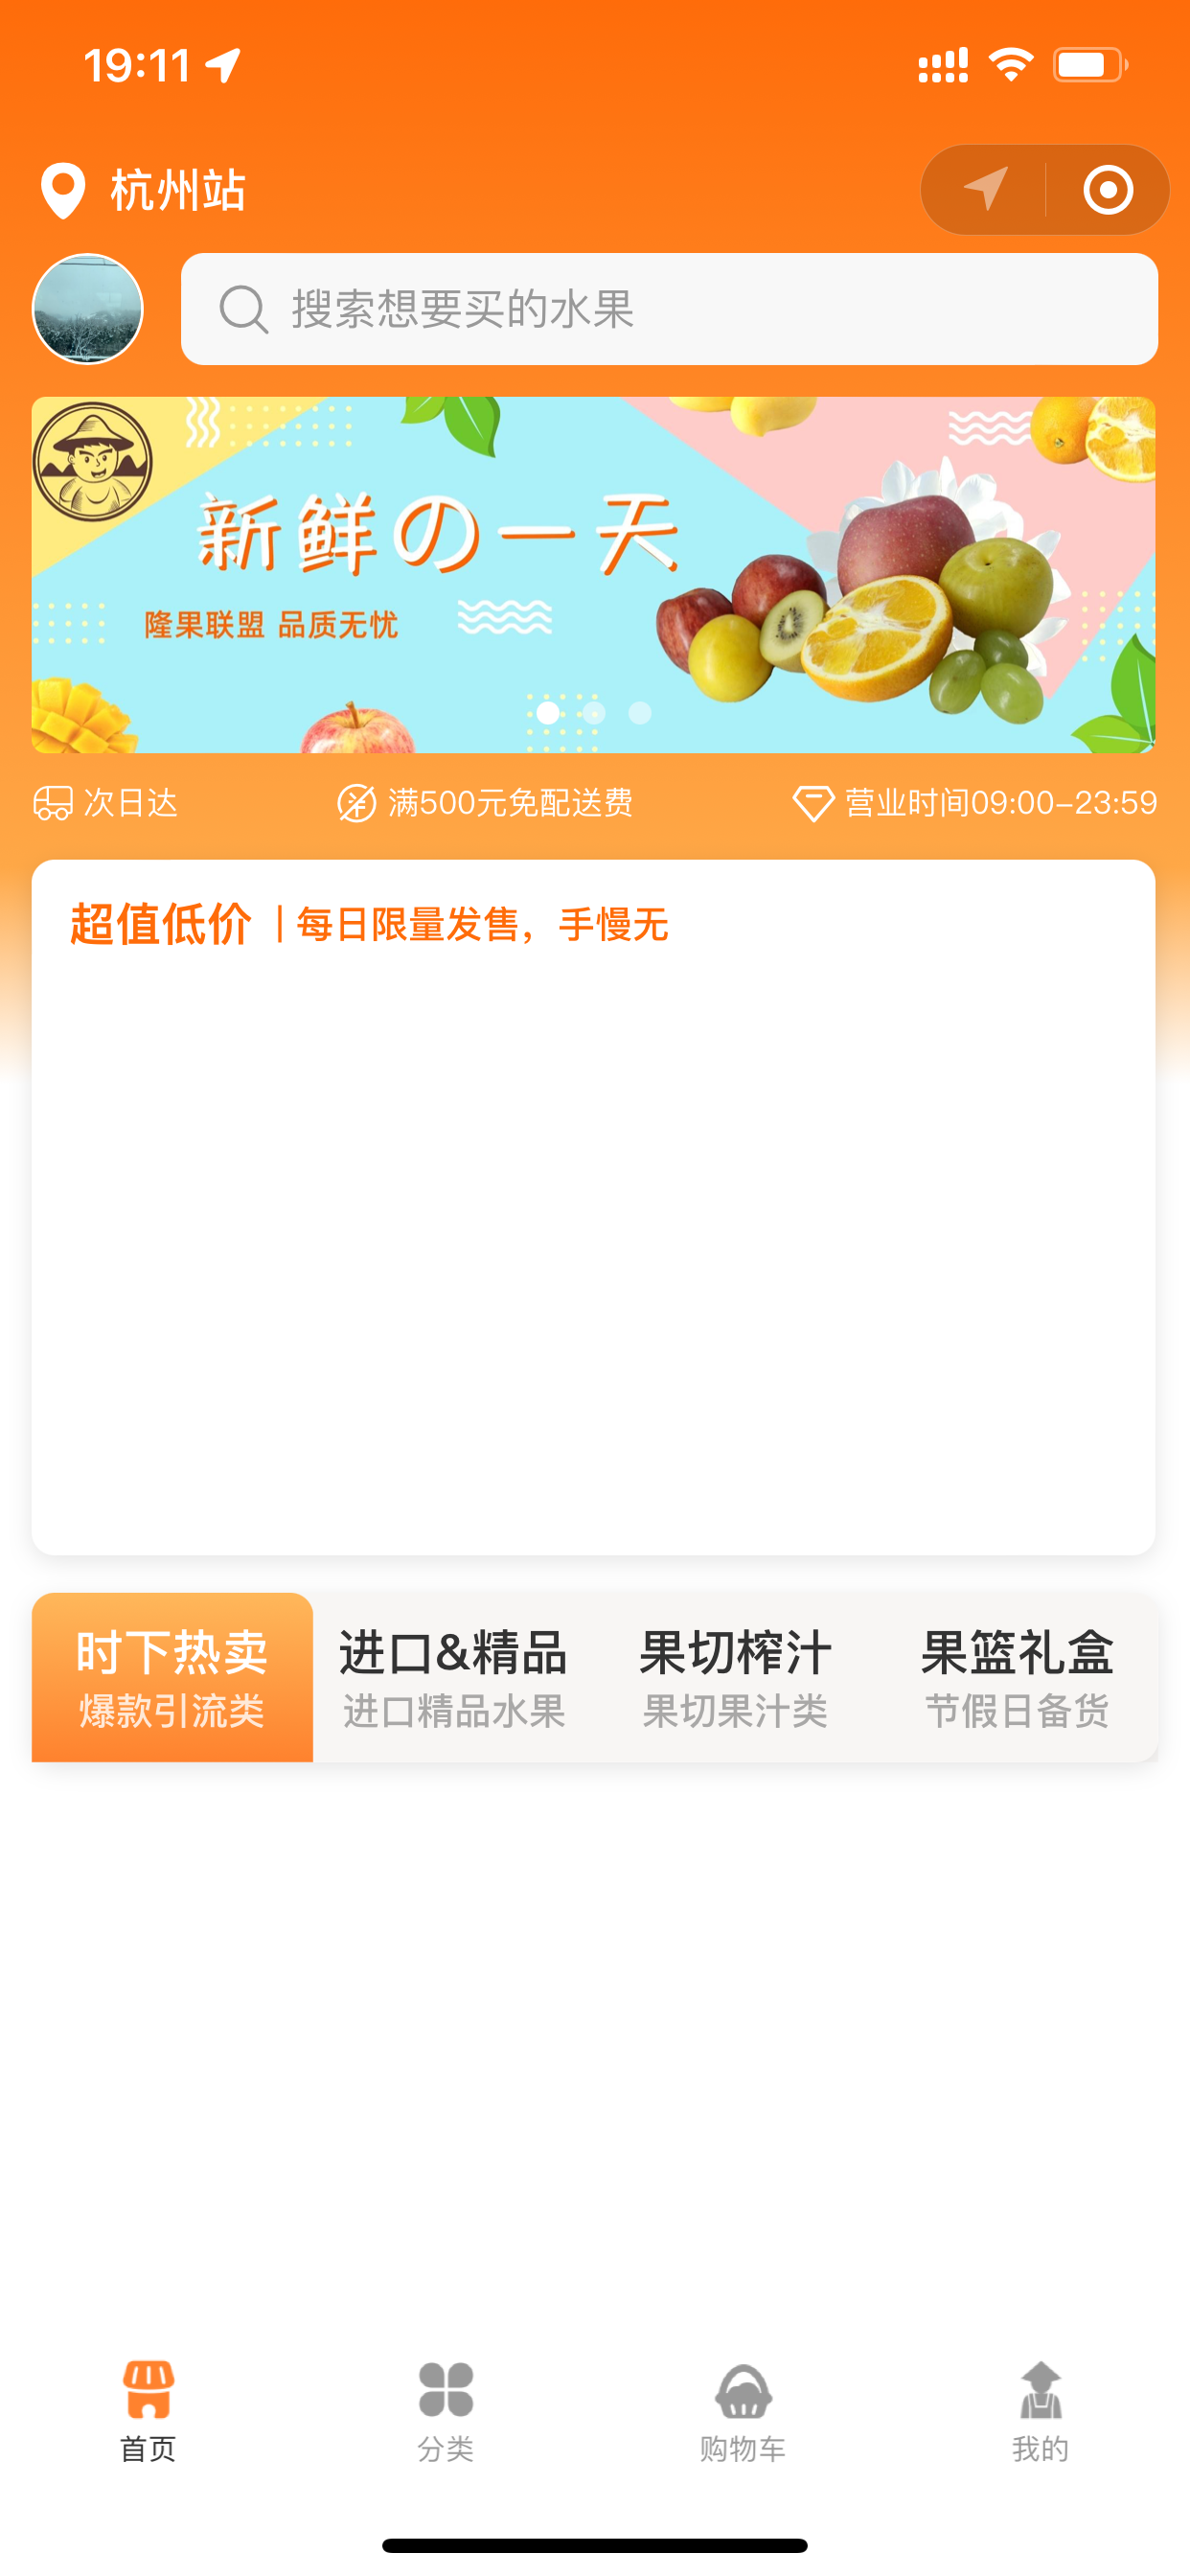 19:11
杭州站
搜索想要买的水果
新鲜の一天
隆果联盟 品质无忧
次日达
满500元免配送费
营业时间09:00-23:59
超值低价 | 每日限量发售，手慢无
时下热卖 进口&精品 果切榨汁 果篮礼盒
爆款引流类 进口精品水果 果切果汁类 节假日备货
首页 分类 购物车 我的